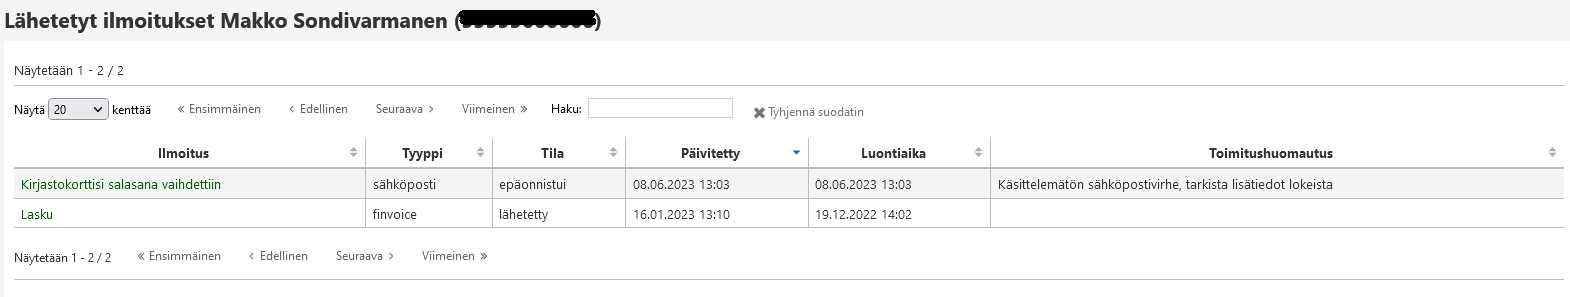 Lähetetyt ilmoitukset Makko Sondivarmanen ( )
Näytetään 1 - 2 / 2
Näytä 20 kenttää « Ensimmäinen ‹ Edellinen Seuraava › Viimeinen » Haku: ✖ Tyhjennä suodatin
Ilmoitus Tyyppi Tila Päivitetty Luontiaika Toimitushuomautus
Kirjastokorttisi salasana vaihdettiin sähköposti epäonnistui 08.06.2023 13:03 08.06.2023 13:03 Käsittelemätön sähköpostivirhe, tarkista lisätiedot lokeista
Lasku finvoice lähetetty 16.01.2023 13:10 19.12.2022 14:02
Näytetään 1 - 2 / 2 « Ensimmäinen ‹ Edellinen Seuraava › Viimeinen »